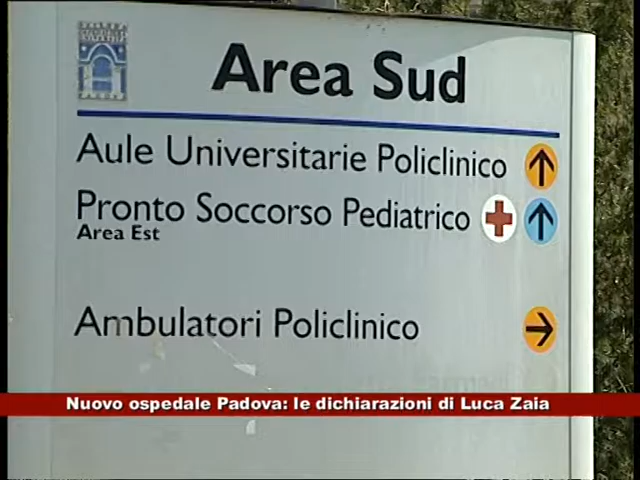 Area Sud
Aule Universitarie Policlinico
Pronto Soccorso Pediatrico
Area Est
Ambulatori Policlinico
Nuovo ospedale Padova: le dichiarazioni di Luca Zaia